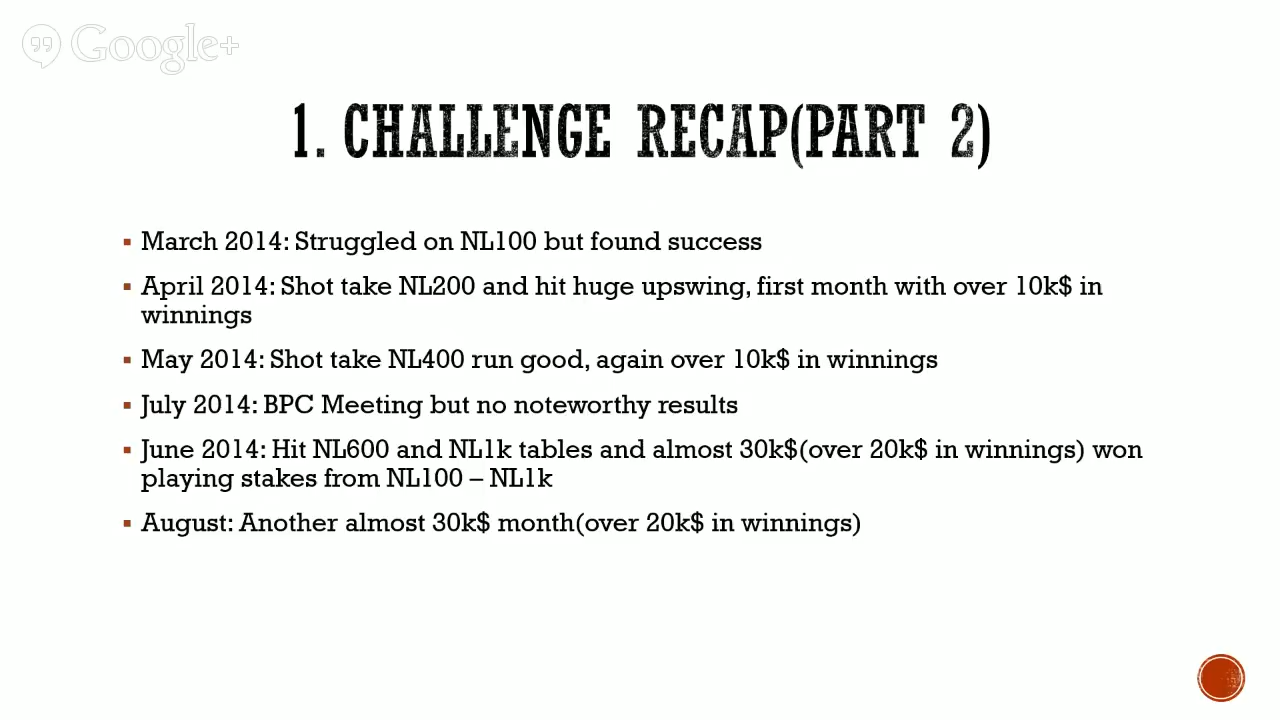 Google+
1. CHALLENGE RECAP(PART 2)
▪ March 2014: Struggled on NL100 but found success
▪ April 2014: Shot take NL200 and hit huge upswing, first month with over 10k$ in
winnings
▪ May 2014: Shot take NL400 run good, again over 10k$ in winnings
▪ July 2014: BPC Meeting but no noteworthy results
▪ June 2014: Hit NL600 and NL1k tables and almost 30k$(over 20k$ in winnings) won
playing stakes from NL100 – NL1k
▪ August: Another almost 30k$ month(over 20k$ in winnings)